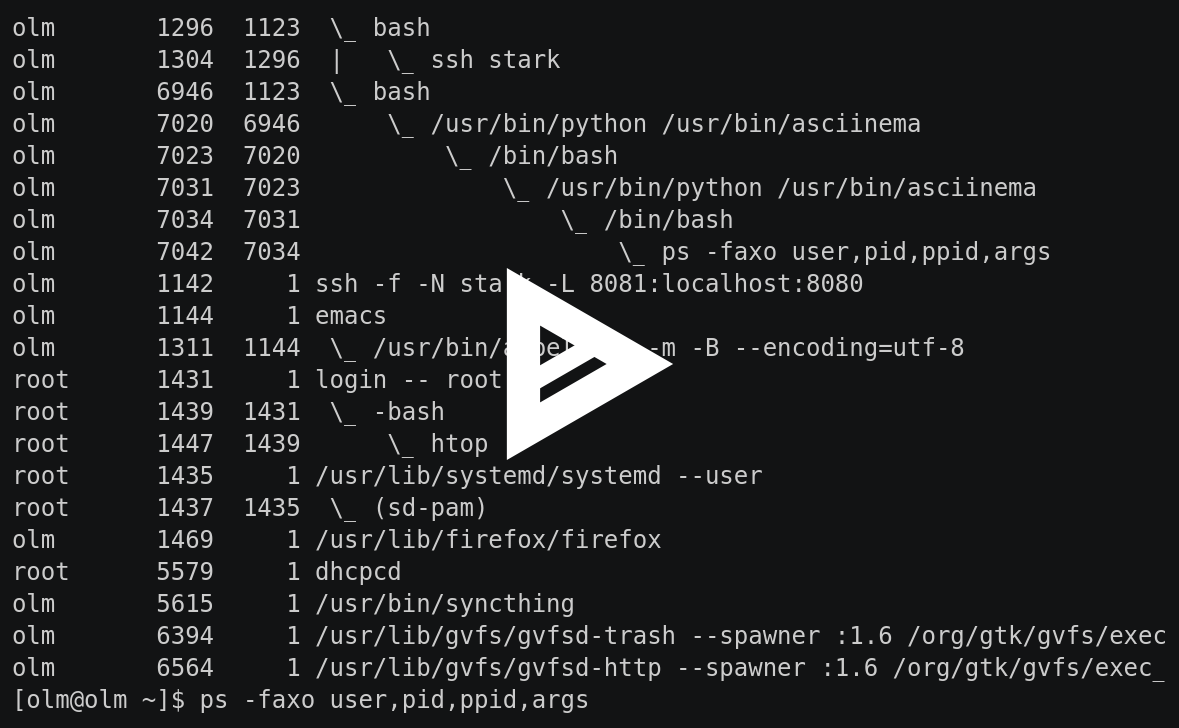 olm       1296  1123  \_ bash
olm       1304  1296  |   \_ ssh stark
olm       6946  1123  \_ bash
olm       7020  6946      \_ /usr/bin/python /usr/bin/asciinema
olm       7023  7020          \_ /bin/bash
olm       7031  7023              \_ /usr/bin/python /usr/bin/asciinema
olm       7034  7031                  \_ /bin/bash
olm       7042  7034                      \_ ps -faxo user,pid,ppid,args
olm       1142     1 ssh -f -N stark -L 8081:localhost:8080
olm       1144     1 emacs
olm       1311  1144  \_ -m -B --encoding=utf-8
root      1431     1 login -- root
root      1439  1431  \_ -bash
root      1447  1439      \_ htop
root      1435     1 /usr/lib/systemd/systemd --user
root      1437  1435  \_ (sd-pam)
olm       1469     1 /usr/lib/firefox/firefox
root      5579     1 dhcpcd
olm       5615     1 /usr/bin/syncthing
olm       6394     1 /usr/lib/gvfs/gvfsd-trash --spawner :1.6 /org/gtk/gvfs/exec
olm       6564     1 /usr/lib/gvfs/gvfsd-http --spawner :1.6 /org/gtk/gvfs/exec_
[olm@olm ~]$ ps -faxo user,pid,ppid,args